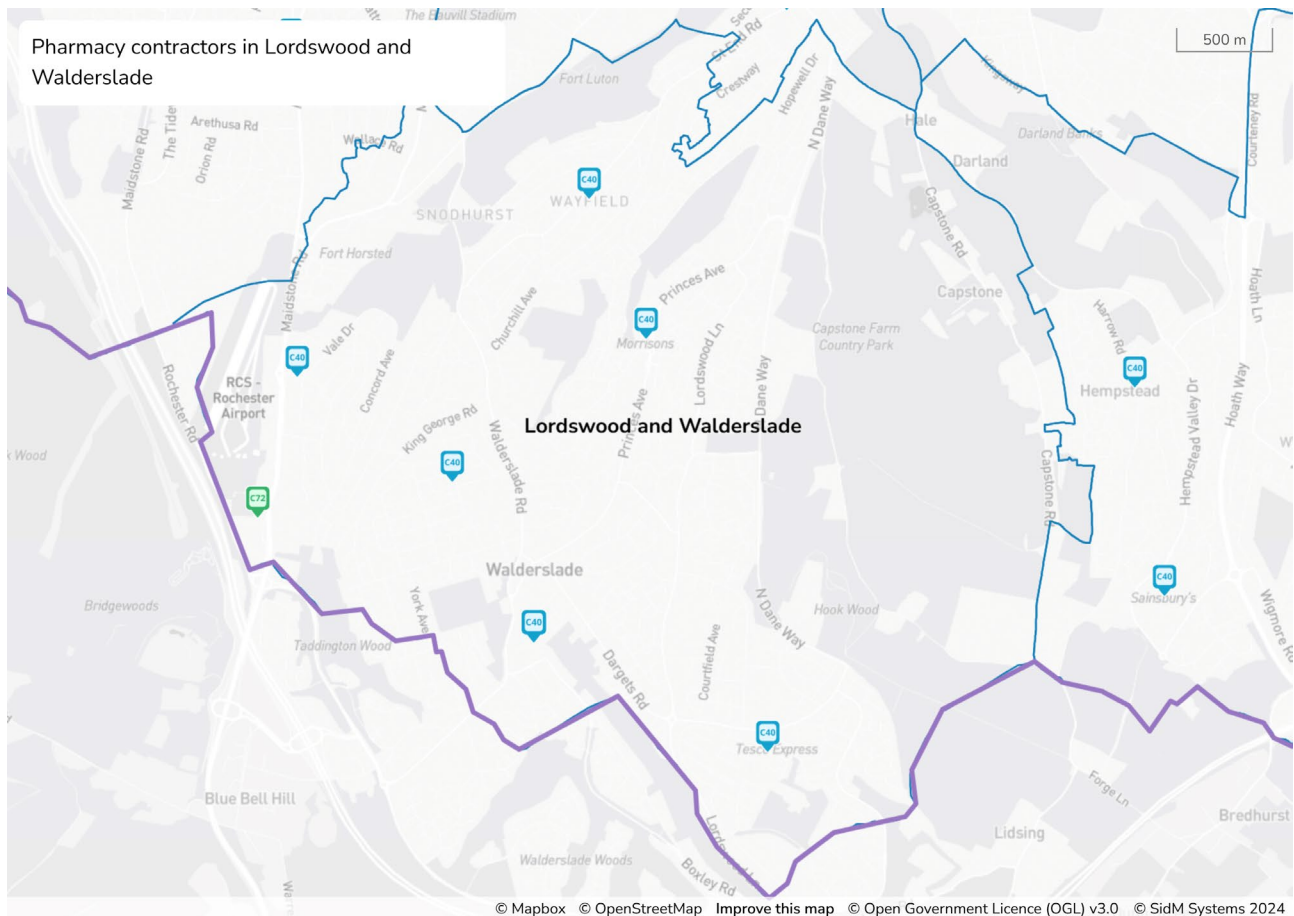 The Bauvill Stadium
Pharmacy contractors in Lordswood and
Walderslade
St End Rd
500 m
Fort Luton
Crestway
Hopewell Dr
N Dane Way
Kingsway
Courteney Rd
Maidstone Rd
The Tide
Arethusa Rd
Orion Rd
Wallace Rd
Hale
Darland Banks
Darland
C40
WAYFIELD
SNODHURST
Capstone Rd
Fort Horsted
Maidstone Rd
Princes Ave
Capstone
Hoath Ln
Churchill Ave
C40
Morrisons
Vale Dr
Lordswood Ln
Capstone Farm
Country Park
Harrow Rd
C40
C40
Hempstead
Concord Ave
Rochester Rd
RCS -
Rochester
Airport
Dane Way
Hoath Way
Princes Ave
Lordswood and Walderslade
King George Rd
Walderslade Rd
Hempstead Valley Dr
k Wood
C40
Capstone Rd
C72
Walderslade
C40
Sainsbury's
Bridgewoods
York Ave
C40
N Dane Way
Hook Wood
Wigmore Rd
Taddington Wood
Courtfield Ave
Dargets Rd
C40
Tesco Express
Blue Bell Hill
Forge Ln
Bredhurst
Lidsing
Lordswood Ln
Walderslade Woods
Boxley Rd
© Mapbox © OpenStreetMap Improve this map © Open Government Licence (OGL) v3.0 © SidM Systems 2024